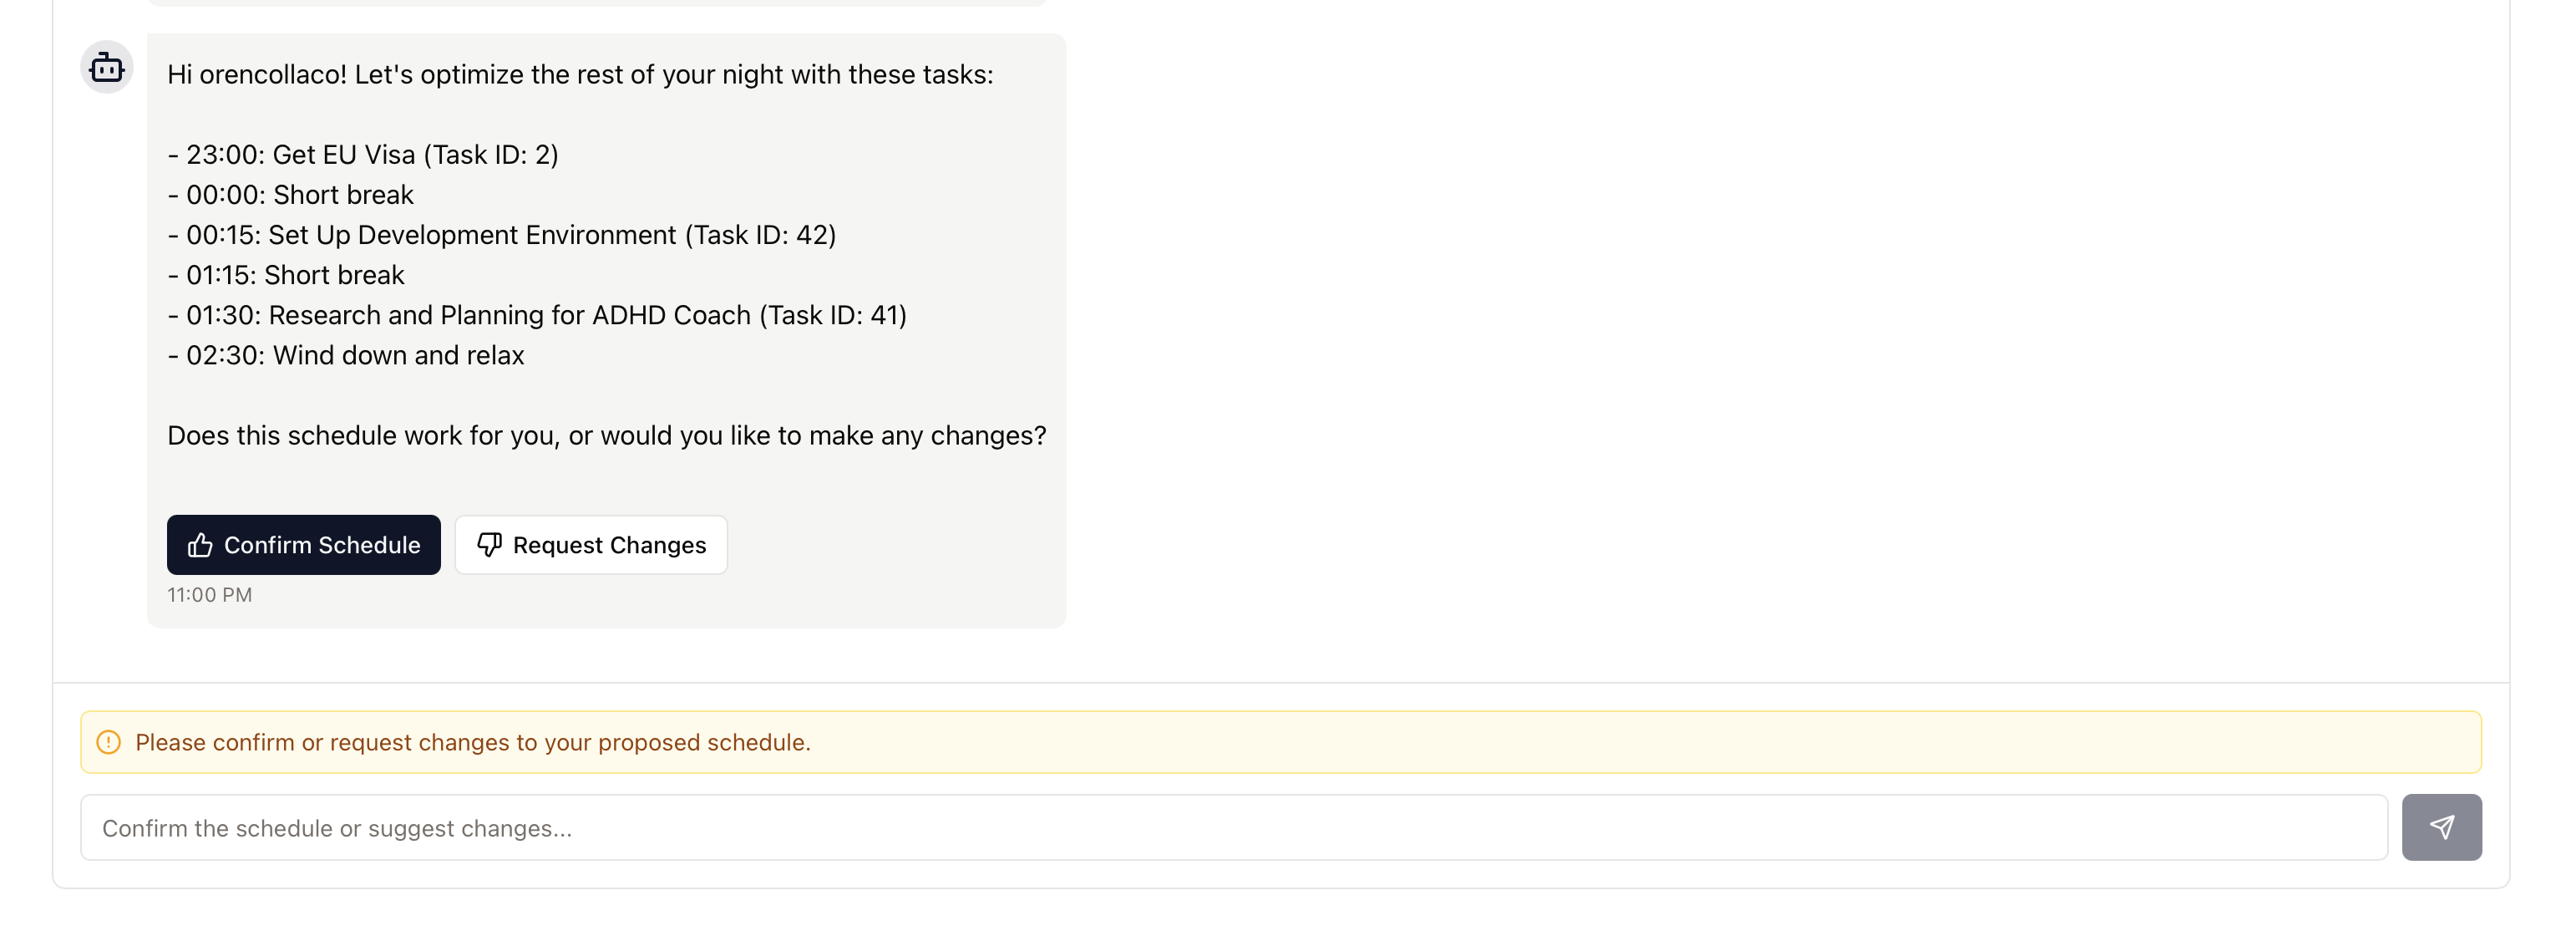 Hi orencollaco! Let's optimize the rest of your night with these tasks:
- 23:00: Get EU Visa (Task ID: 2)
- 00:00: Short break
- 00:15: Set Up Development Environment (Task ID: 42)
- 01:15: Short break
- 01:30: Research and Planning for ADHD Coach (Task ID: 41)
- 02:30: Wind down and relax
Does this schedule work for you, or would you like to make any changes?
Confirm Schedule Request Changes
11:00 PM
Please confirm or request changes to your proposed schedule.
Confirm the schedule or suggest changes...